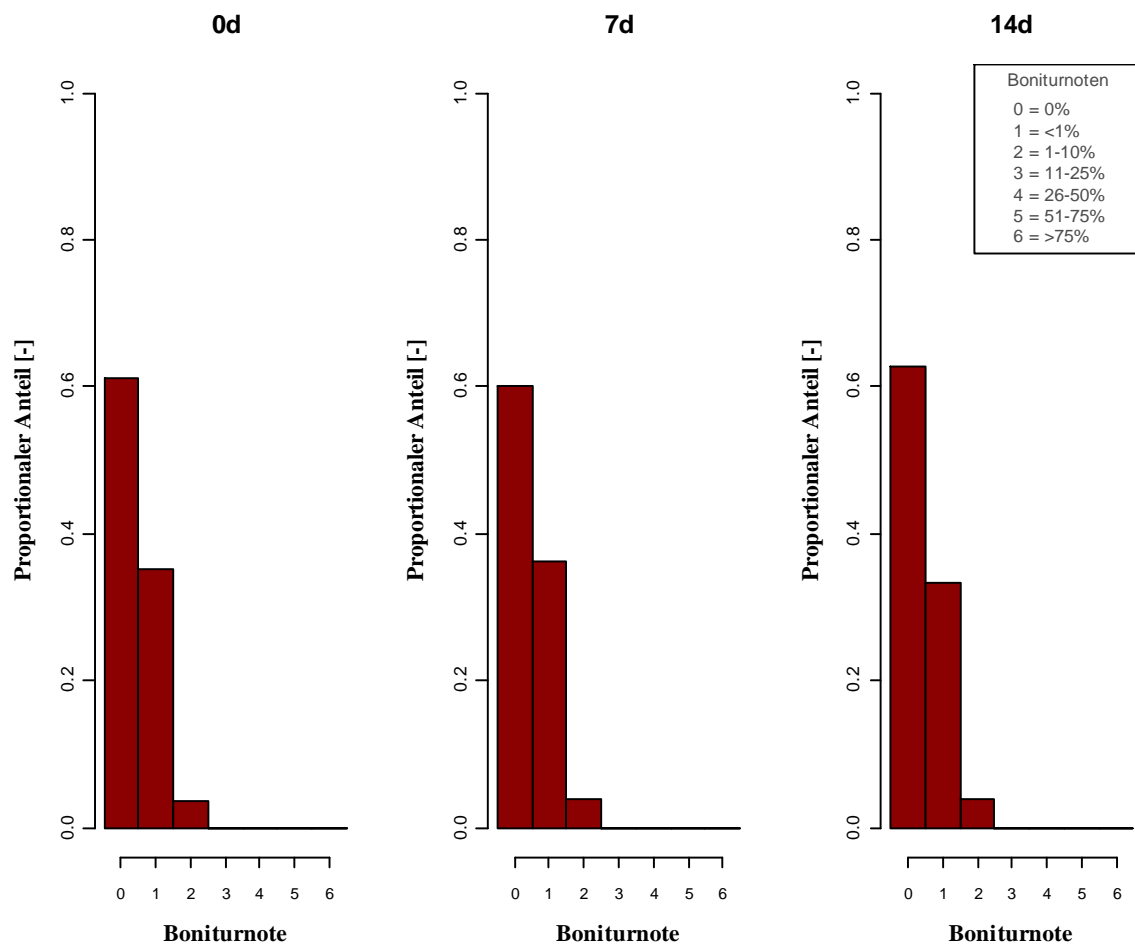 0d
7d
14d
Boniturnoten
0 = 0%
1 = <1%
2 = 1-10%
3 = 11-25%
4 = 26-50%
5 = 51-75%
6 = >75%
Proportionaler Anteil [-]
1.0
0.8
0.6
0.4
0.2
0.0
0 1 2 3 4 5 6
Boniturnote
Proportionaler Anteil [-]
1.0
0.8
0.6
0.4
0.2
0.0
0 1 2 3 4 5 6
Boniturnote
Proportionaler Anteil [-]
1.0
0.8
0.6
0.4
0.2
0.0
0 1 2 3 4 5 6
Boniturnote